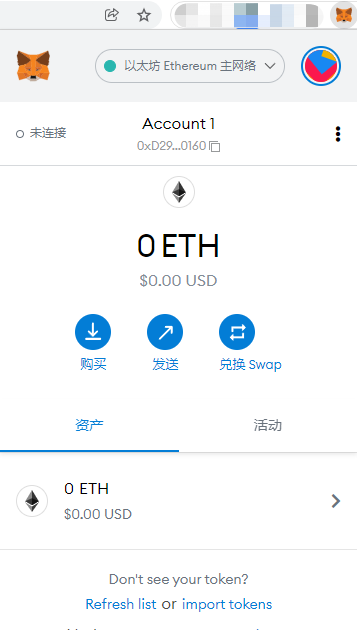 以太坊 Ethereum 主网络
未连接
Account 1
0xD29...0160
0 ETH
$0.00 USD
购买
发送
兑换 Swap
资产
活动
0 ETH
$0.00 USD
Don't see your token?
Refresh list or import tokens